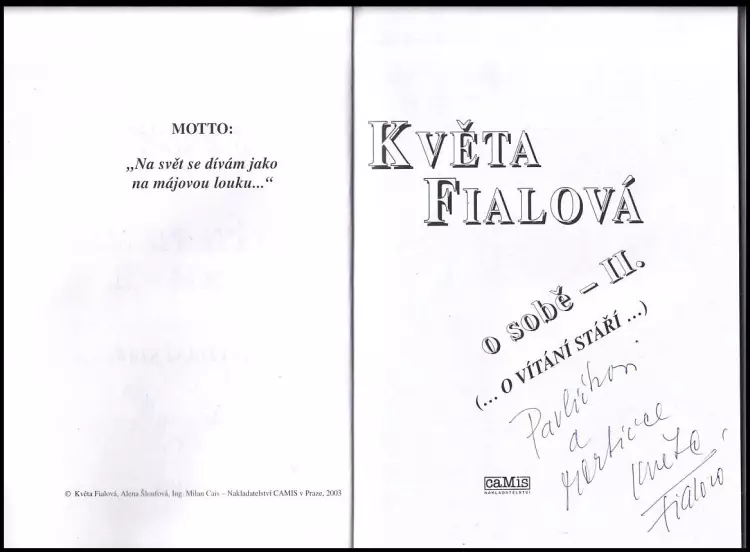 MOTTO:
„Na svět se dívám jako
na májovou louku...“
© Květa Fialová, Alena Šloufová, Ing. Milan Cais – Nakladatelství CAMIS v Praze, 2003
KVĚTA
FIALOVÁ
o sobě – II.
(... O VÍTÁNÍ STÁŘÍ ...)
Pavlíkovi
a
Martince
Květa
Fialová
caMis
NAKLADATELSTVÍ